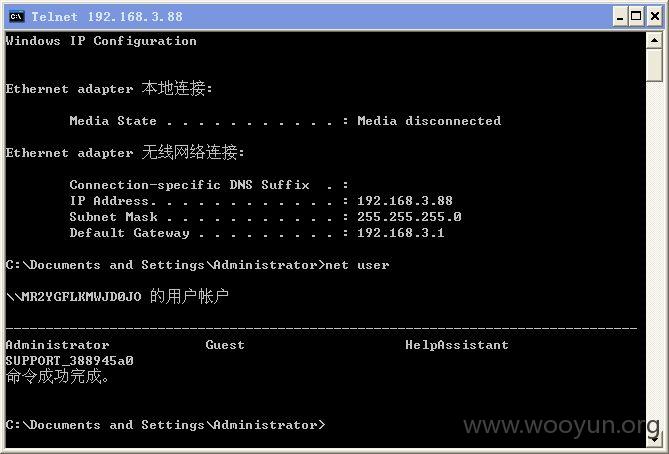 Telnet 192.168.3.88
Windows IP Configuration
Ethernet adapter 本地连接:
Media State . . . . . . . . . . . : Media disconnected
Ethernet adapter 无线网络连接:
Connection-specific DNS Suffix  . :
IP Address. . . . . . . . . . . . : 192.168.3.88
Subnet Mask . . . . . . . . . . . : 255.255.255.0
Default Gateway . . . . . . . . . : 192.168.3.1
C:\Documents and Settings\Administrator>net user
\\MR2YGFLKMWJD0JO 的用户帐户
-------------------------------------------------------------------------------
Administrator            Guest                    HelpAssistant
SUPPORT_388945a0
命令成功完成。
C:\Documents and Settings\Administrator>
www.wooyun.org